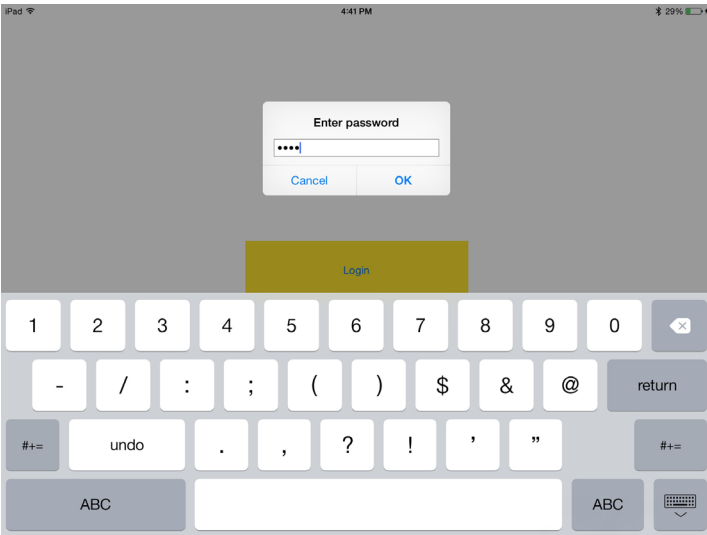 iPad 4:41 PM 29%
Enter password
••••
Cancel OK
Login
1 2 3 4 5 6 7 8 9 0
- / : ; ( ) $ & @ return
#+= undo . , ? ! ' " #+=
ABC ABC